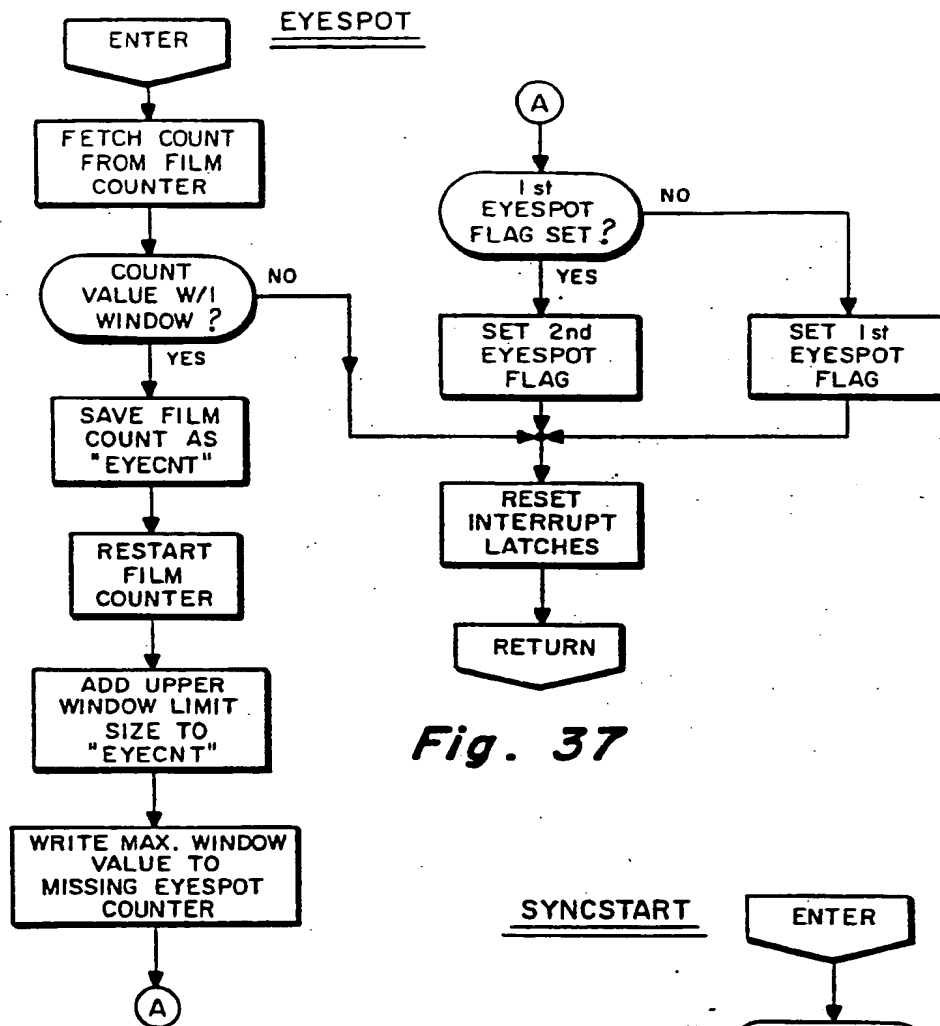 EYESPOT
ENTER
FETCH COUNT
FROM FILM
COUNTER
COUNT
VALUE W/I
WINDOW ?
NO
YES
SAVE FILM
COUNT AS
"EYECNT"
RESTART
FILM
COUNTER
ADD UPPER
WINDOW LIMIT
SIZE TO
"EYECNT"
WRITE MAX. WINDOW
VALUE TO
MISSING EYESPOT
COUNTER
A
A
1st
EYESPOT
FLAG SET ?
NO
YES
SET 2nd
EYESPOT
FLAG
SET 1st
EYESPOT
FLAG
RESET
INTERRUPT
LATCHES
RETURN
Fig. 37
SYNCSTART
ENTER